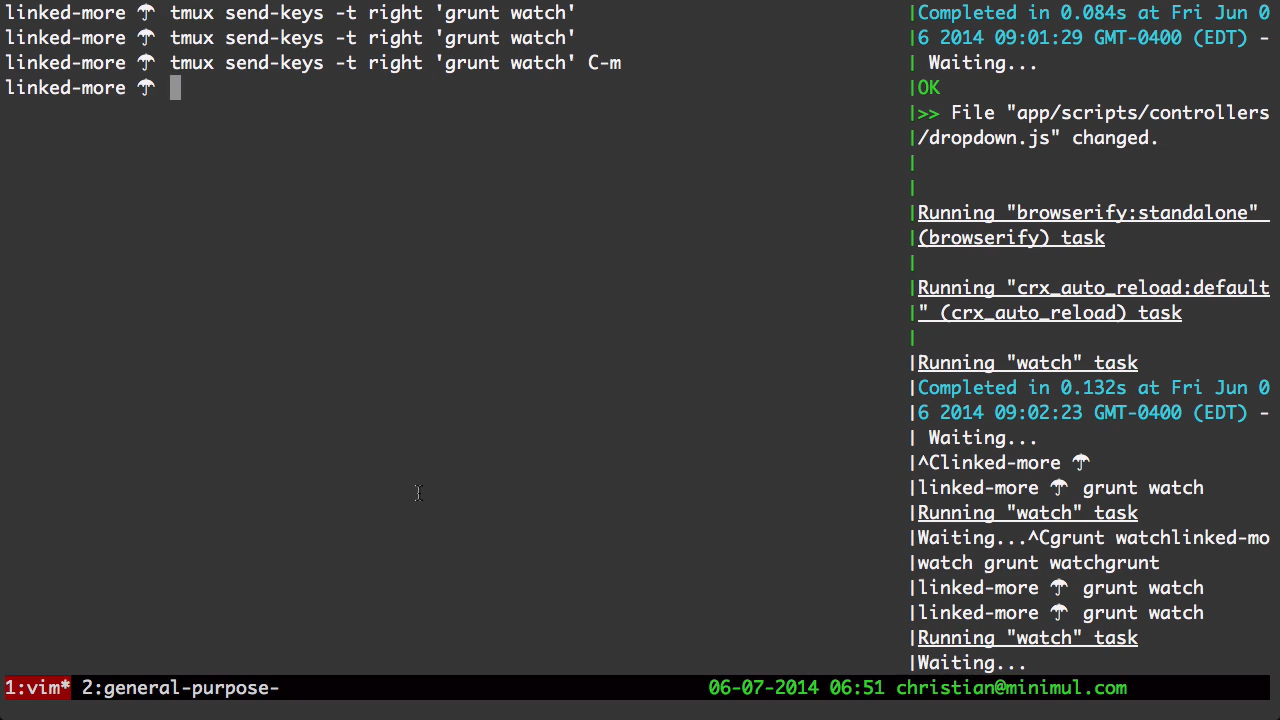 linked-more ☂ tmux send-keys -t right 'grunt watch'
linked-more ☂ tmux send-keys -t right 'grunt watch'
linked-more ☂ tmux send-keys -t right 'grunt watch' C-m
linked-more ☂
|Completed in 0.084s at Fri Jun 0
|6 2014 09:01:29 GMT-0400 (EDT) -
| Waiting...
|OK
|>> File "app/scripts/controllers
|/dropdown.js" changed.
|
|
|Running "browserify:standalone"
|(browserify) task
|
|Running "crx_auto_reload:default
|" (crx_auto_reload) task
|
|Running "watch" task
|Completed in 0.132s at Fri Jun 0
|6 2014 09:02:23 GMT-0400 (EDT) -
| Waiting...
|^Clinked-more ☂
|linked-more ☂ grunt watch
|Running "watch" task
|Waiting...^Cgrunt watchlinked-mo
|watch grunt watchgrunt
|linked-more ☂ grunt watch
|linked-more ☂ grunt watch
|Running "watch" task
|Waiting...
1:vim* 2:general-purpose- 06-07-2014 06:51 christian@minimul.com